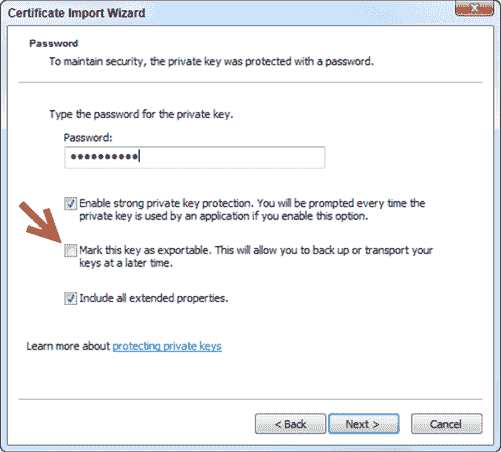 Certificate Import Wizard
Password
To maintain security, the private key was protected with a password.
Type the password for the private key.
Password:
●●●●●●●●●●
Enable strong private key protection. You will be prompted every time the
private key is used by an application if you enable this option.
Mark this key as exportable. This will allow you to back up or transport your
keys at a later time.
Include all extended properties.
Learn more about protecting private keys
< Back Next > Cancel